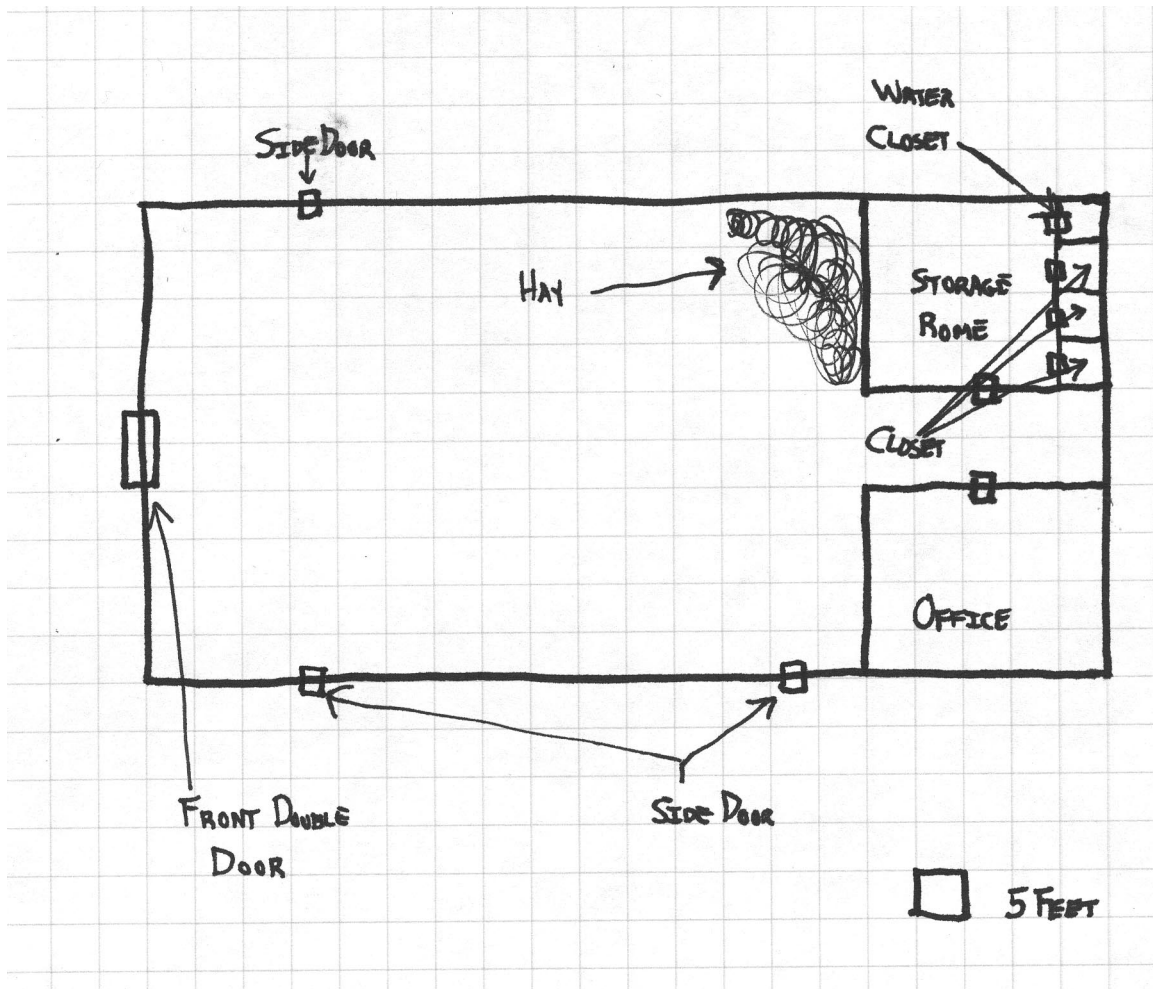 WATER
CLOSET
SIDE DOOR
HAY
STORAGE
ROME
CLOSET
OFFICE
FRONT DOUBLE
DOOR
SIDE DOOR
5 FEET